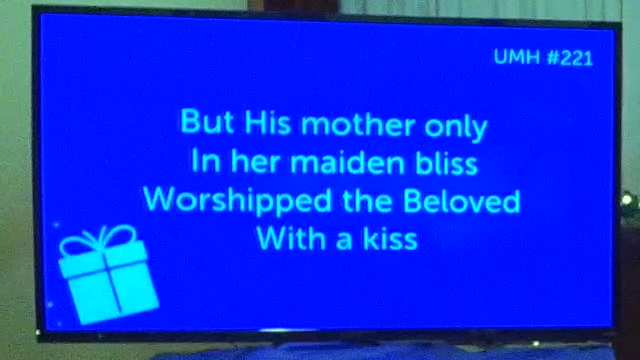 UMH #221
But His mother only
In her maiden bliss
Worshipped the Beloved
With a kiss